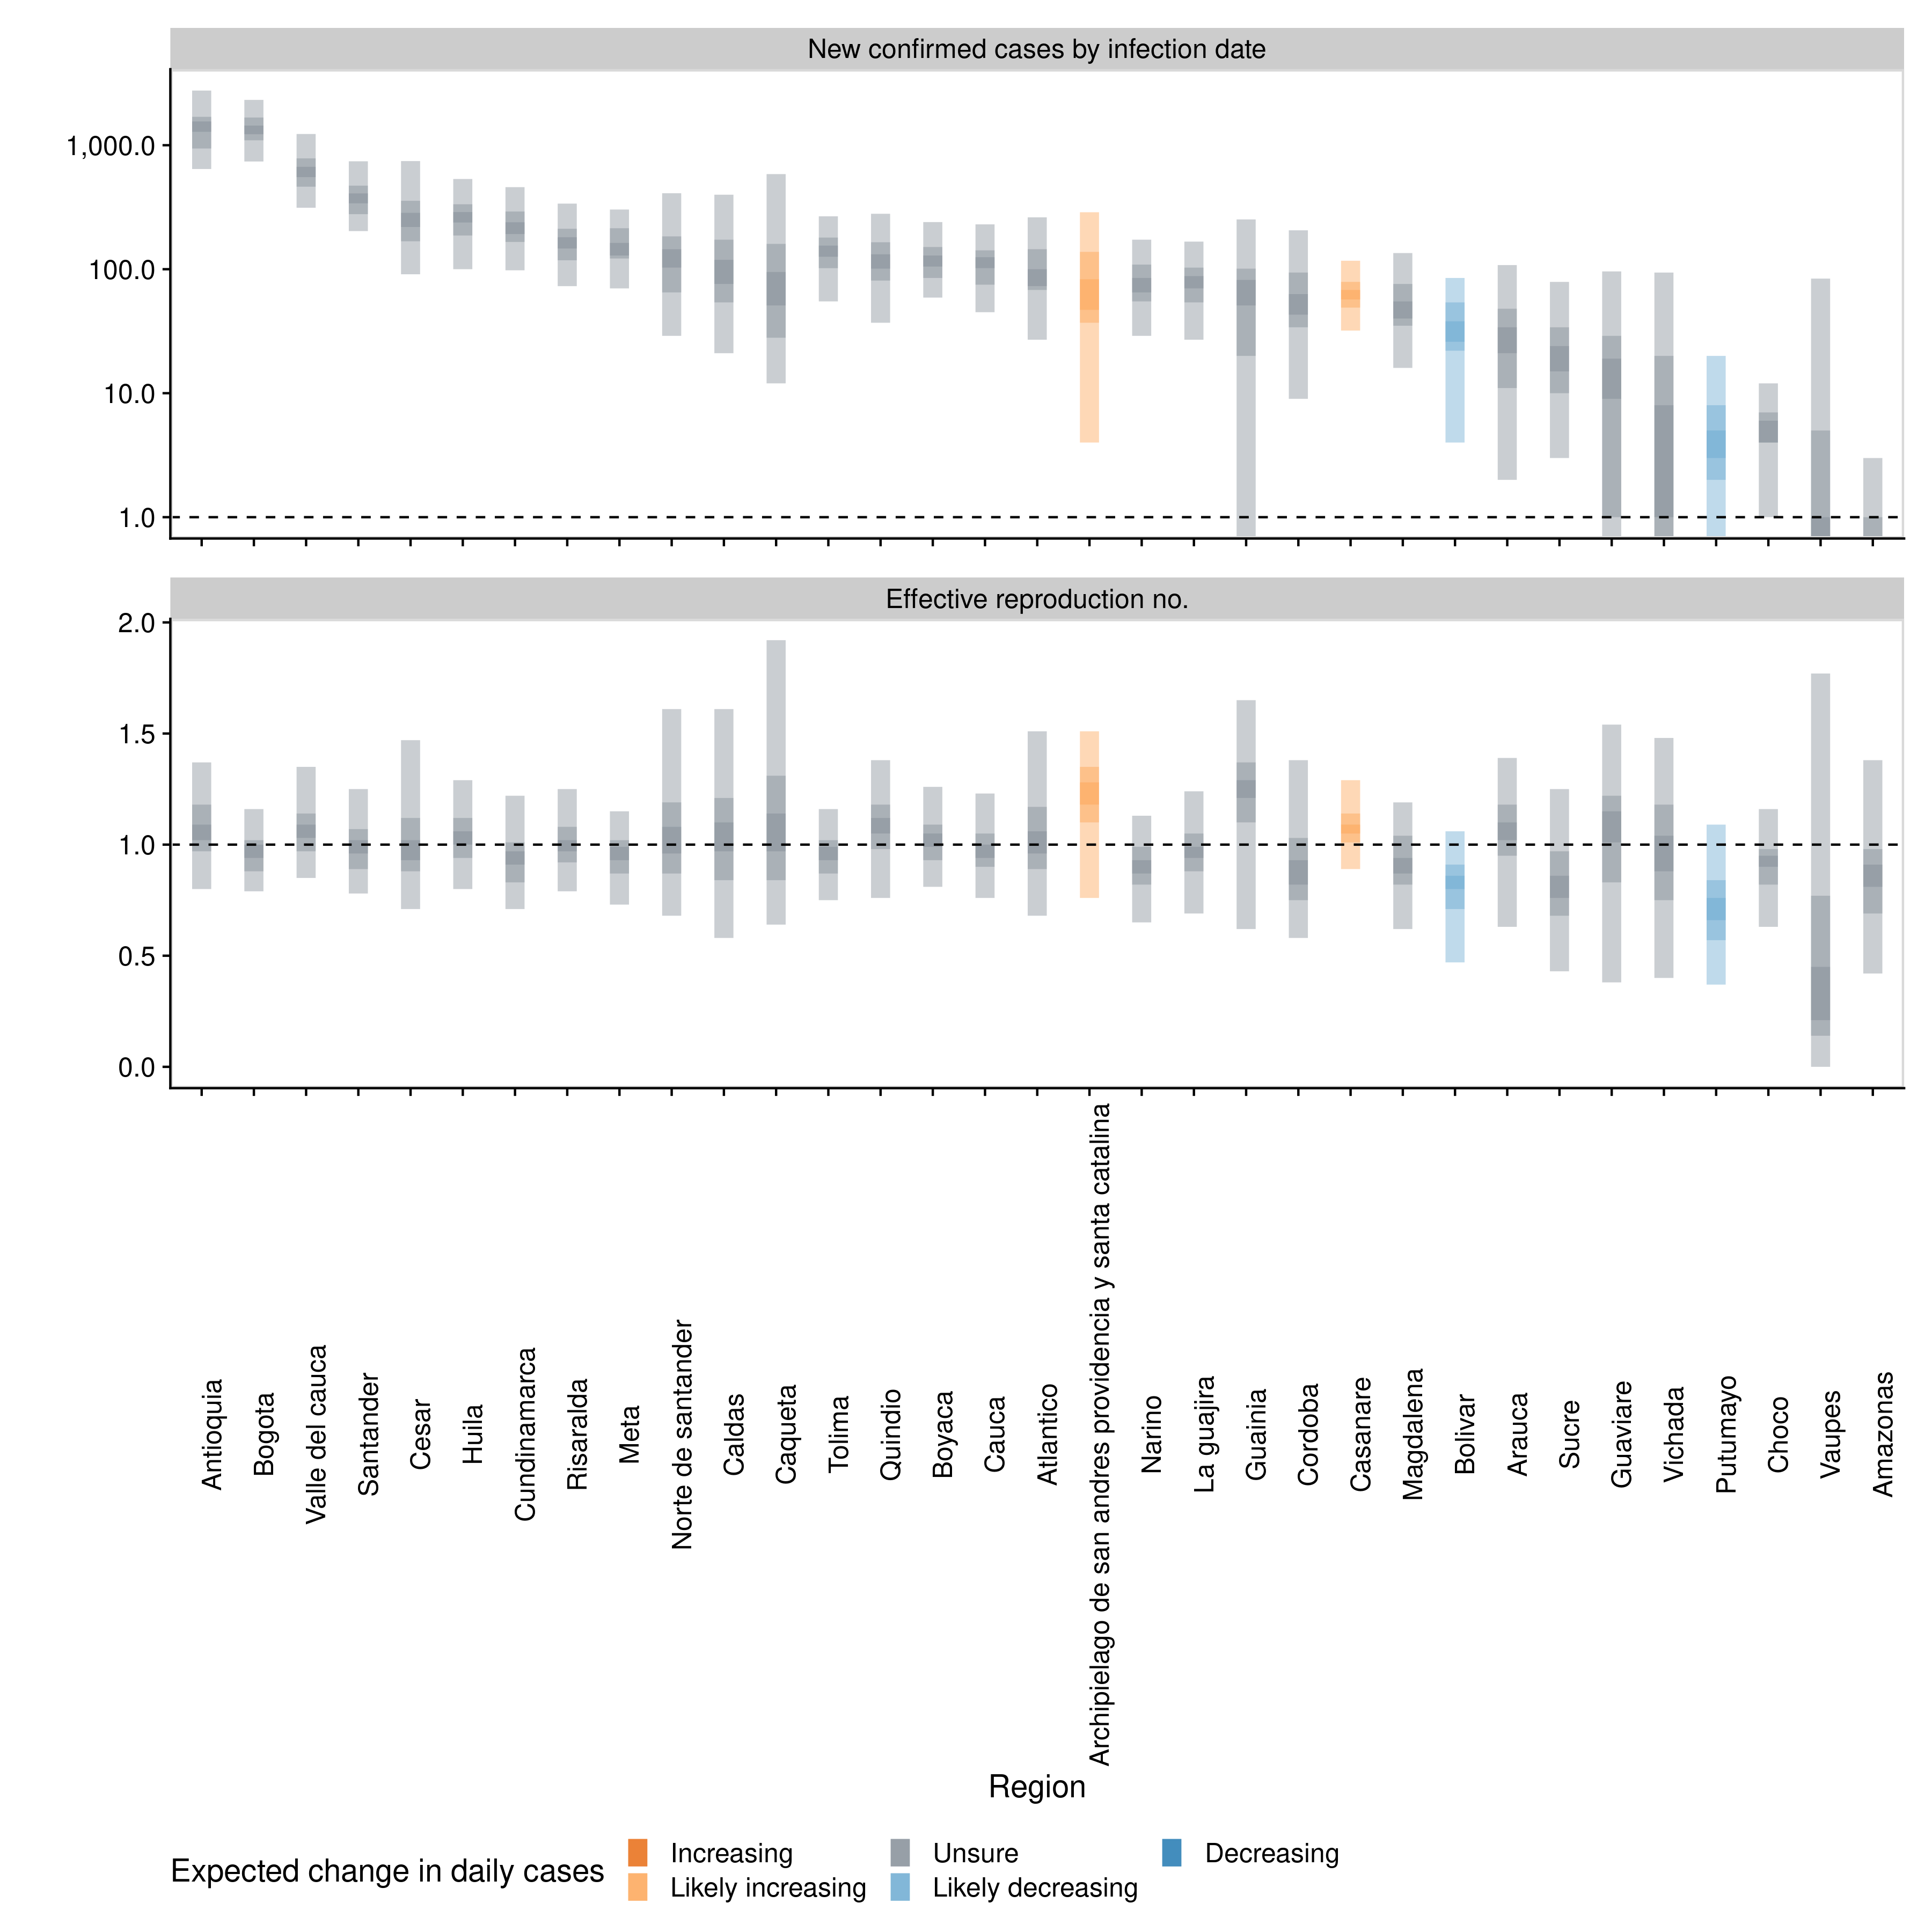 New confirmed cases by infection date
1,000.0
100.0
10.0
1.0
Effective reproduction no.
2.0
1.5
1.0
0.5
0.0
Antioquia
Bogota
Valle del cauca
Santander
Cesar
Huila
Cundinamarca
Risaralda
Meta
Norte de santander
Caldas
Caqueta
Tolima
Quindio
Boyaca
Cauca
Atlantico
Archipielago de san andres providencia y santa catalina
Narino
La guajira
Guainia
Cordoba
Casanare
Magdalena
Bolivar
Arauca
Sucre
Guaviare
Vichada
Putumayo
Choco
Vaupes
Amazonas
Region
Expected change in daily cases
Increasing
Likely increasing
Unsure
Likely decreasing
Decreasing